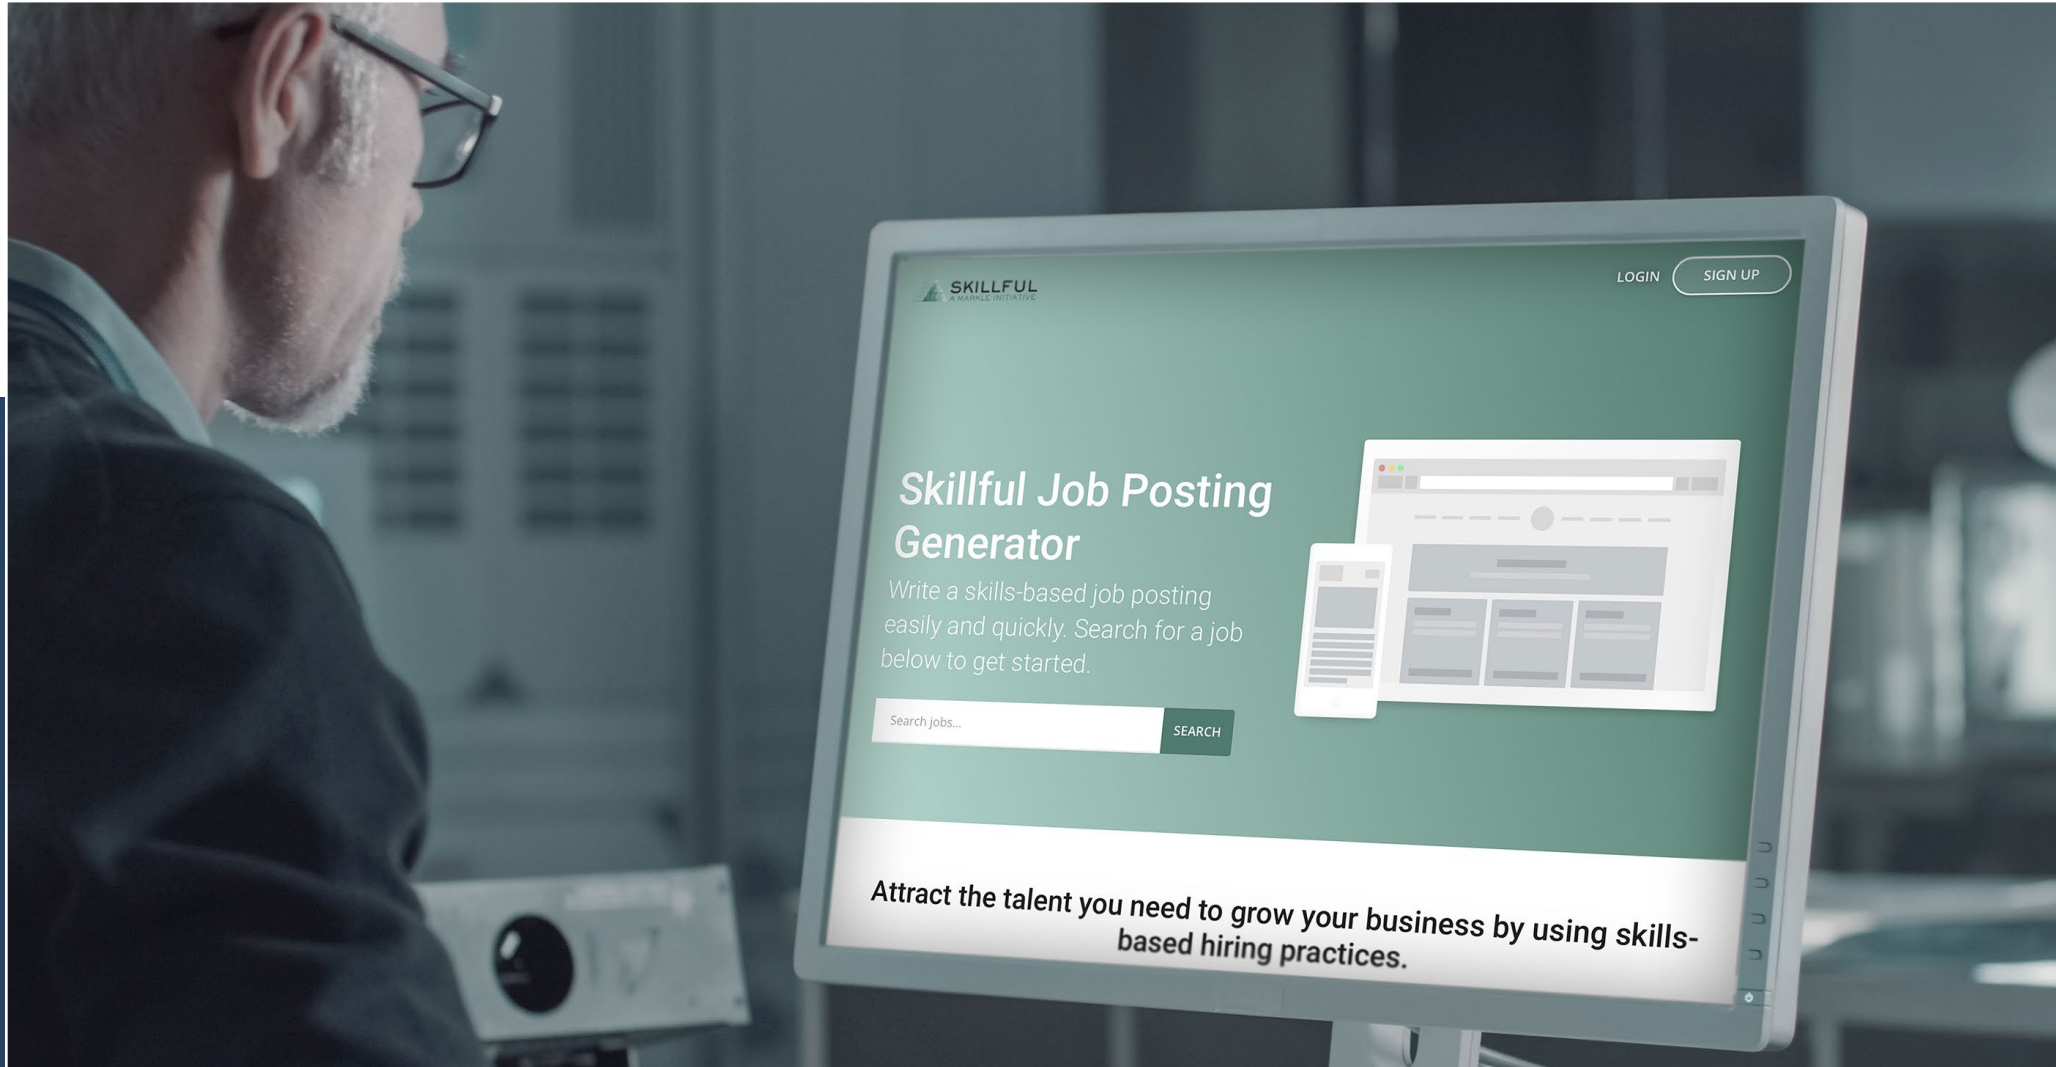 SKILLFUL
A MARKLE INITIATIVE
LOGIN
SIGN UP
Skillful Job Posting
Generator
Write a skills-based job posting
easily and quickly. Search for a job
below to get started.
Search jobs...
SEARCH
Attract the talent you need to grow your business by using skills-
based hiring practices.